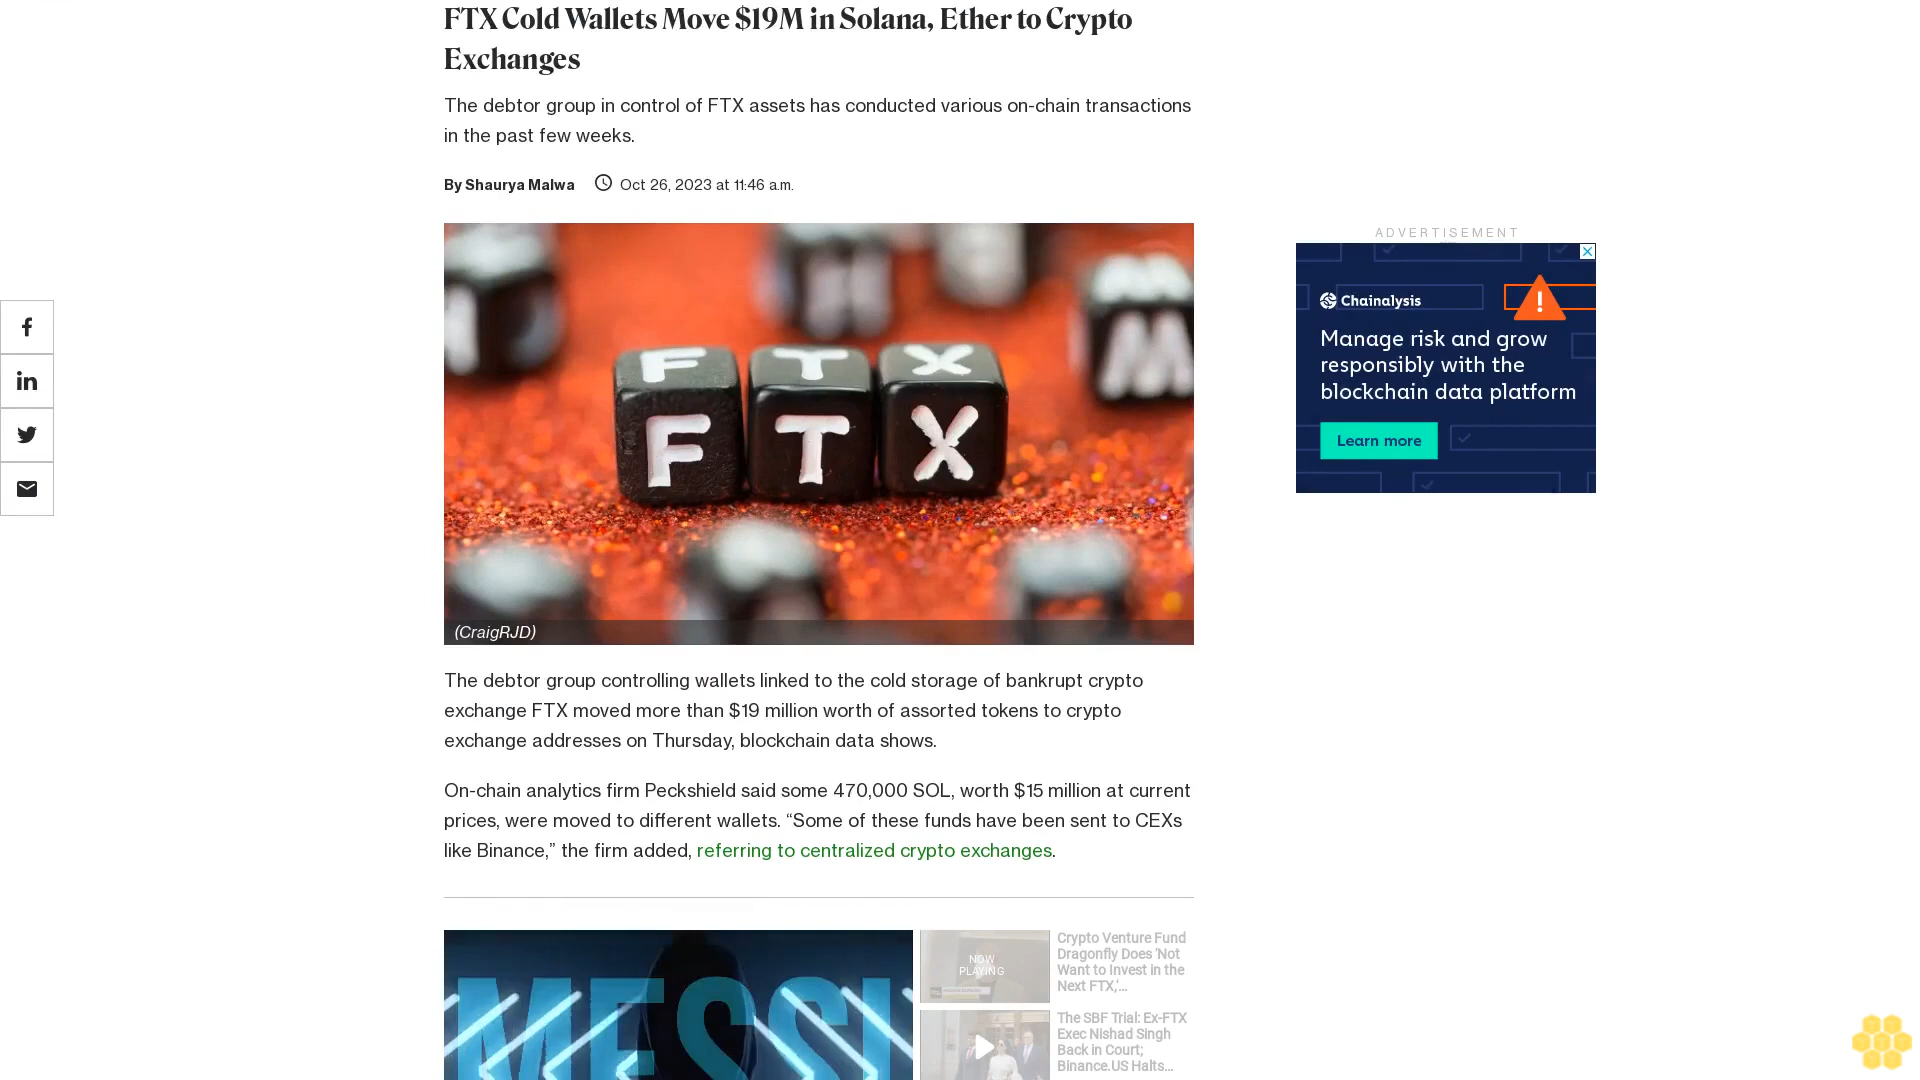 FTX Cold Wallets Move $19M in Solana, Ether to Crypto
Exchanges
The debtor group in control of FTX assets has conducted various on-chain transactions
in the past few weeks.
By Shaurya Malwa
Oct 26, 2023 at 11:46 a.m.
F T X
F T X
(CraigRJD)
ADVERTISEMENT
Chainalysis
Manage risk and grow
responsibly with the
blockchain data platform
Learn more
The debtor group controlling wallets linked to the cold storage of bankrupt crypto
exchange FTX moved more than $19 million worth of assorted tokens to crypto
exchange addresses on Thursday, blockchain data shows.
On-chain analytics firm Peckshield said some 470,000 SOL, worth $15 million at current
prices, were moved to different wallets. “Some of these funds have been sent to CEXs
like Binance,” the firm added, referring to centralized crypto exchanges.
MESSI
NOW
PLAYING
Crypto Venture Fund
Dragonfly Does 'Not
Want to Invest in the
Next FTX,'...
The SBF Trial: Ex-FTX
Exec Nishad Singh
Back in Court;
Binance.US Halts...